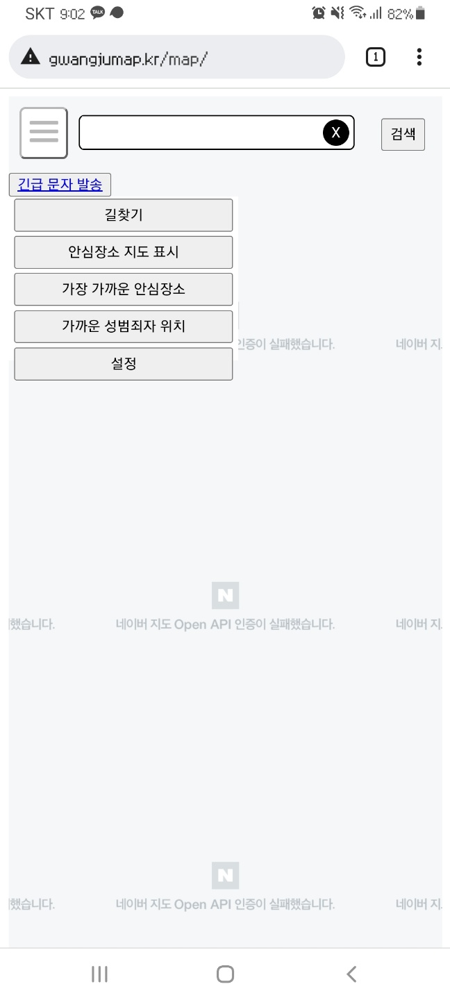 SKT 9:02 TALK 82%
gwangjumap.kr/map/ 1
X 검색
긴급 문자 발송
길찾기
안심장소 지도 표시
가장 가까운 안심장소
가까운 성범죄자 위치
인증이 실패했습니다. 네이버 지
설정
N
했습니다. 네이버 지도 Open API 인증이 실패했습니다. 네이버 지
N
했습니다. 네이버 지도 Open API 인증이 실패했습니다. 네이버 지